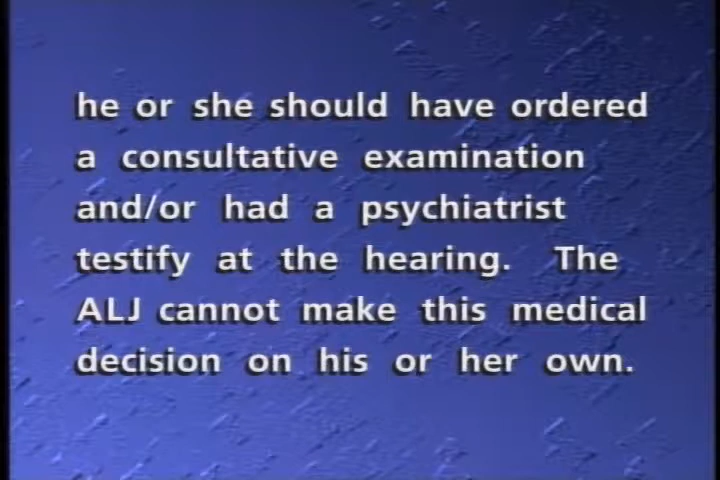 he or she should have ordered
a consultative examination
and/or had a psychiatrist
testify at the hearing. The
ALJ cannot make this medical
decision on his or her own.